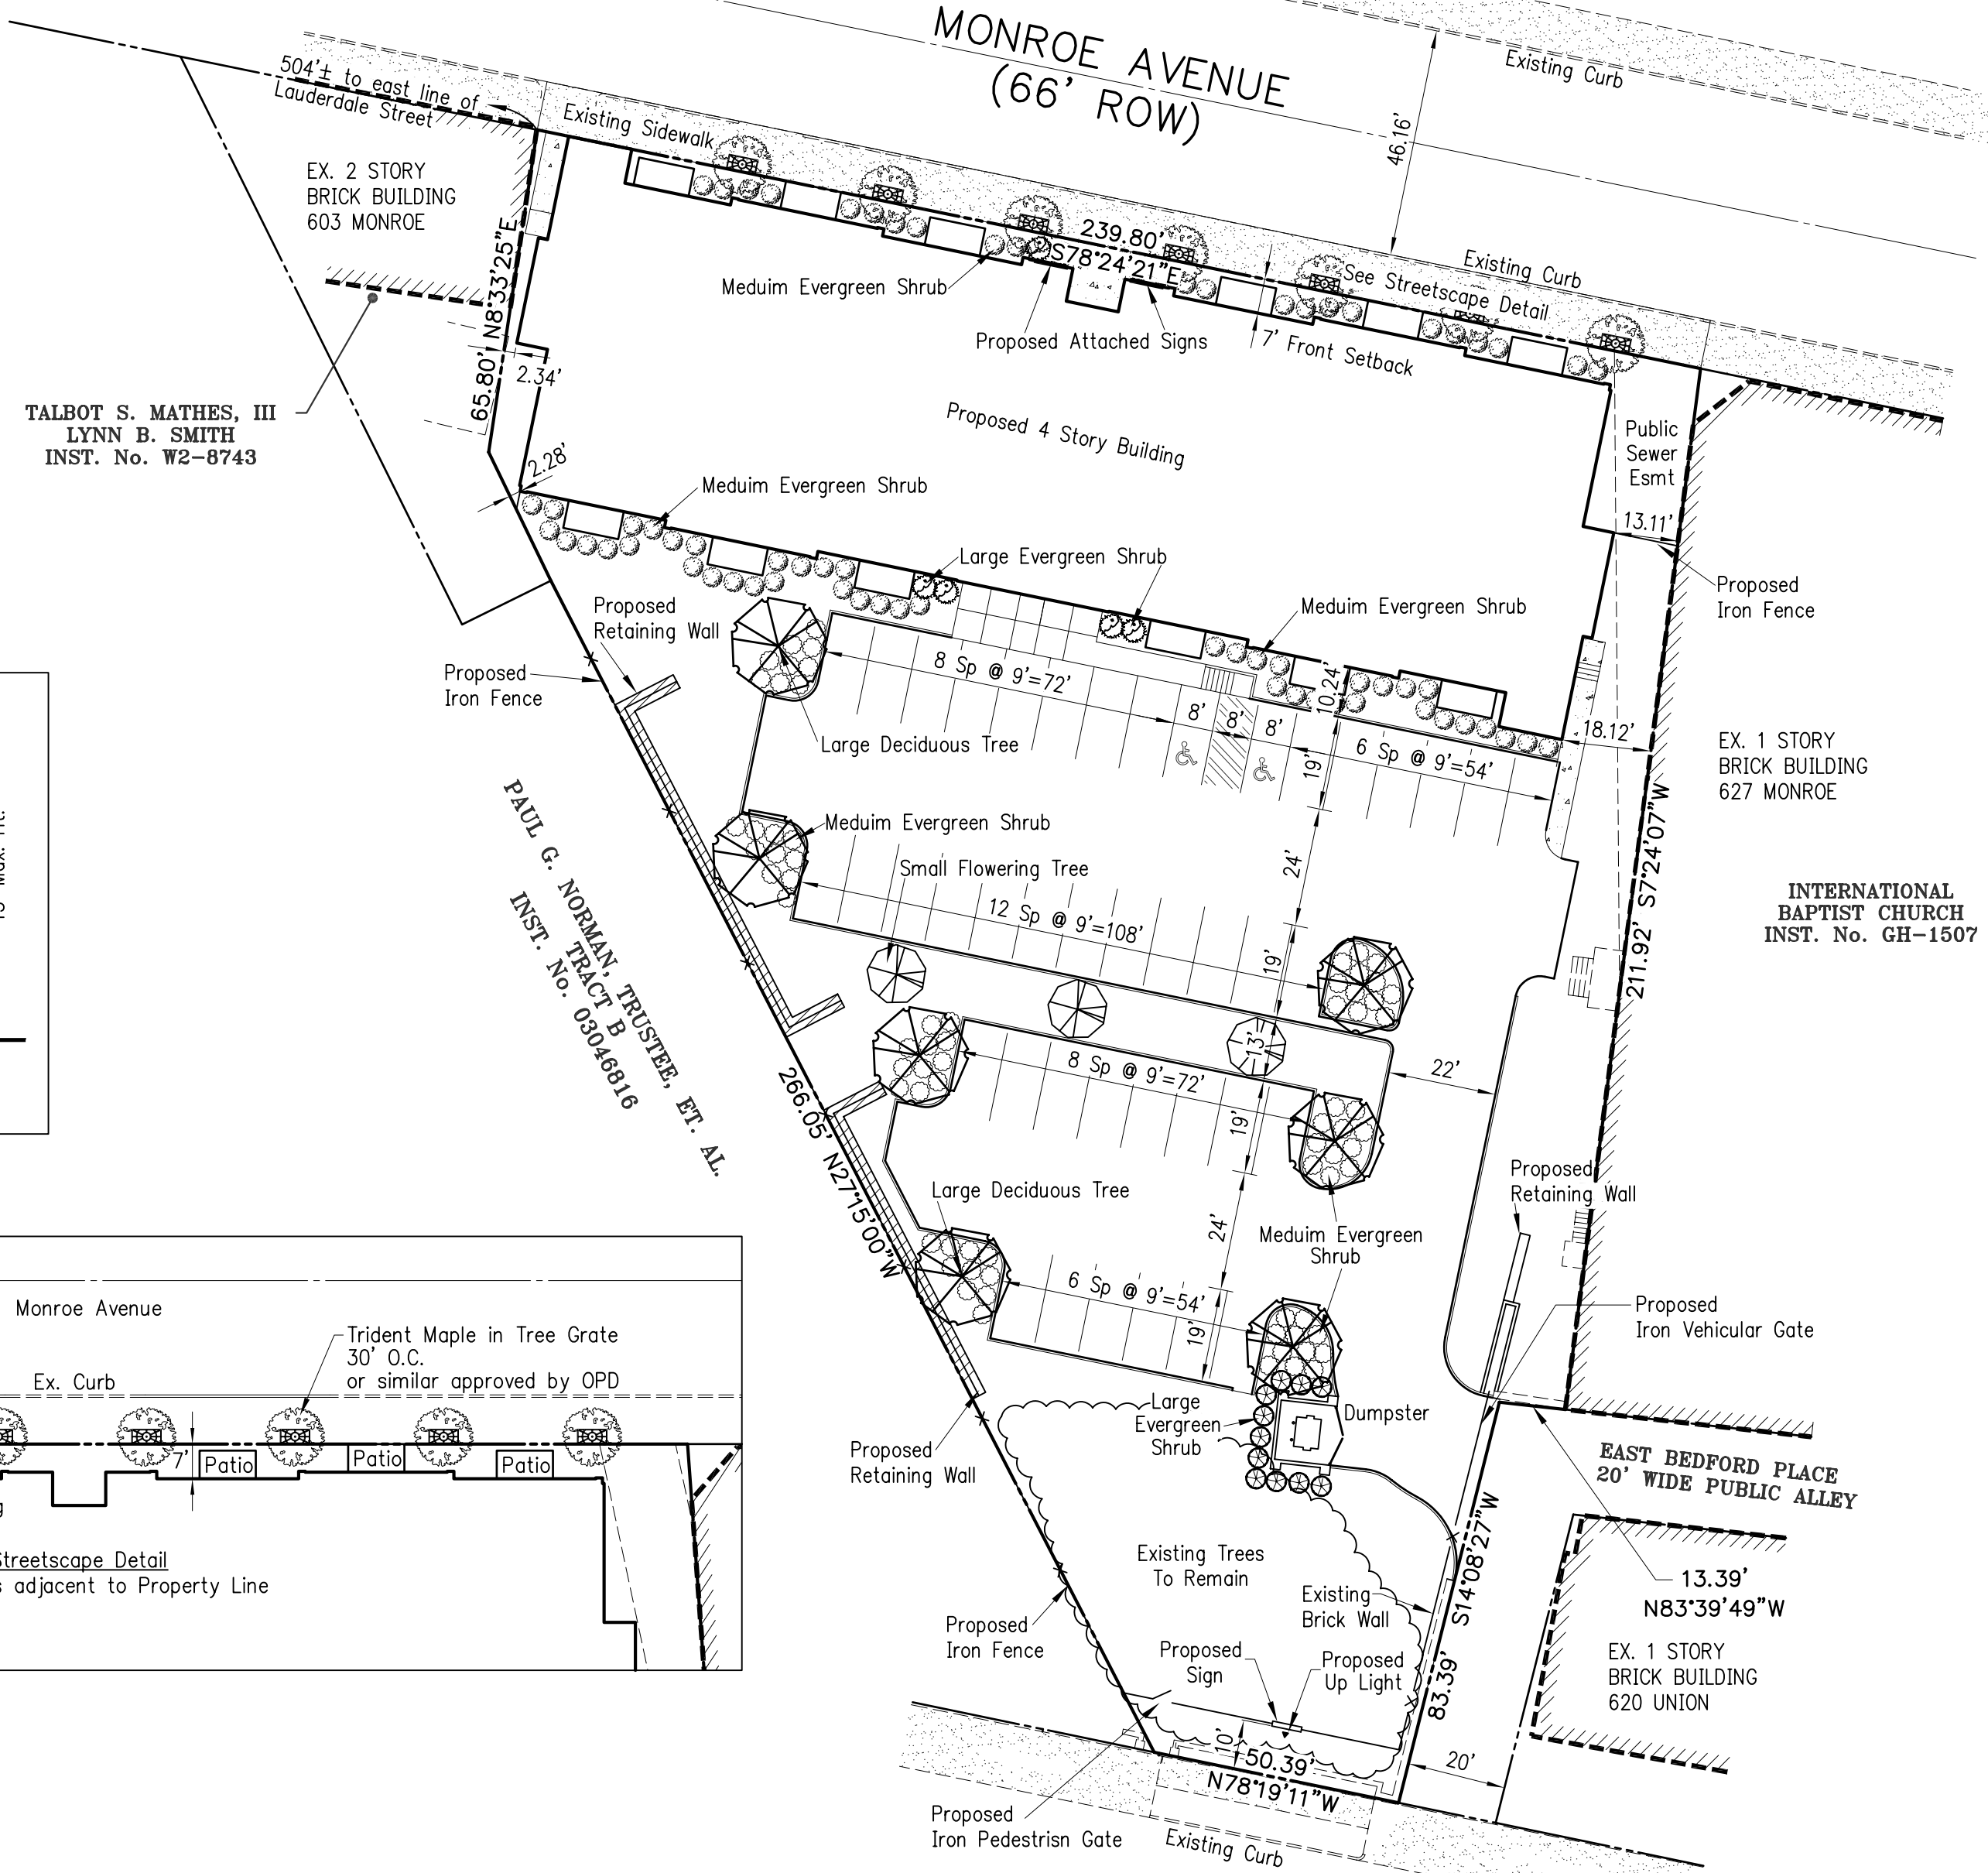 MONROE AVENUE
(66' ROW)
Existing Curb
46.16'
504'± to east line of
Lauderdale Street
Existing Sidewalk
EX. 2 STORY
BRICK BUILDING
603 MONROE
239.80'
S78°24'21"E
Existing Curb
See Streetscape Detail
Meduim Evergreen Shrub
Proposed Attached Signs
7' Front Setback
65.80' N8°33'25"E
2.34'
TALBOT S. MATHES, III
LYNN B. SMITH
INST. No. W2-8743
Proposed 4 Story Building
Public
Sewer
Esmt
2.28'
Meduim Evergreen Shrub
13.11'
Large Evergreen Shrub
Proposed
Iron Fence
Proposed
Retaining Wall
Meduim Evergreen Shrub
Proposed
Iron Fence
8 Sp @ 9'=72'
10.24'
8'
8'
8'
18.12'
Large Deciduous Tree
6 Sp @ 9'=54'
19'
EX. 1 STORY
BRICK BUILDING
627 MONROE
Meduim Evergreen Shrub
24'
Small Flowering Tree
12 Sp @ 9'=108'
19'
PAUL G. NORMAN, TRUSTEE, ET. AL.
TRACT B
INST. No. 03046816
211.92' S7°24'07"W
INTERNATIONAL
BAPTIST CHURCH
INST. No. GH-1507
13'
8 Sp @ 9'=72'
22'
19'
266.05' N27°15'00"W
Proposed
Retaining Wall
Large Deciduous Tree
24'
Meduim Evergreen
Shrub
6 Sp @ 9'=54'
19'
Proposed
Iron Vehicular Gate
Monroe Avenue
Trident Maple in Tree Grate
30' O.C.
or similar approved by OPD
Ex. Curb
7'
Patio
Patio
Patio
Streetscape Detail
adjacent to Property Line
Large
Evergreen
Shrub
Dumpster
Proposed
Retaining Wall
EAST BEDFORD PLACE
20' WIDE PUBLIC ALLEY
Existing Trees
To Remain
Existing
Brick Wall
83.39' S14°08'27"W
13.39'
N83°39'49"W
Proposed
Iron Fence
Proposed
Sign
Proposed
Up Light
EX. 1 STORY
BRICK BUILDING
620 UNION
10'
50.39'
N78°19'11"W
20'
Proposed
Iron Pedestrisn Gate
Existing Curb